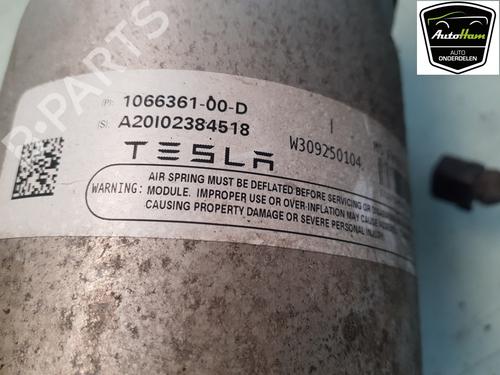 AutoHam
AUTO
ONDERDELEN
(P): 1066361-00-D
(S): A20I02384518
W309250104
TESLA
AIR SPRING MUST BE DEFLATED BEFORE SERVICING OR
WARNING: MODULE. IMPROPER USE OR OVER-INFLATION MAY CAUSE
CAUSING PROPERTY DAMAGE OR SEVERE PERSONAL
B-PARTS